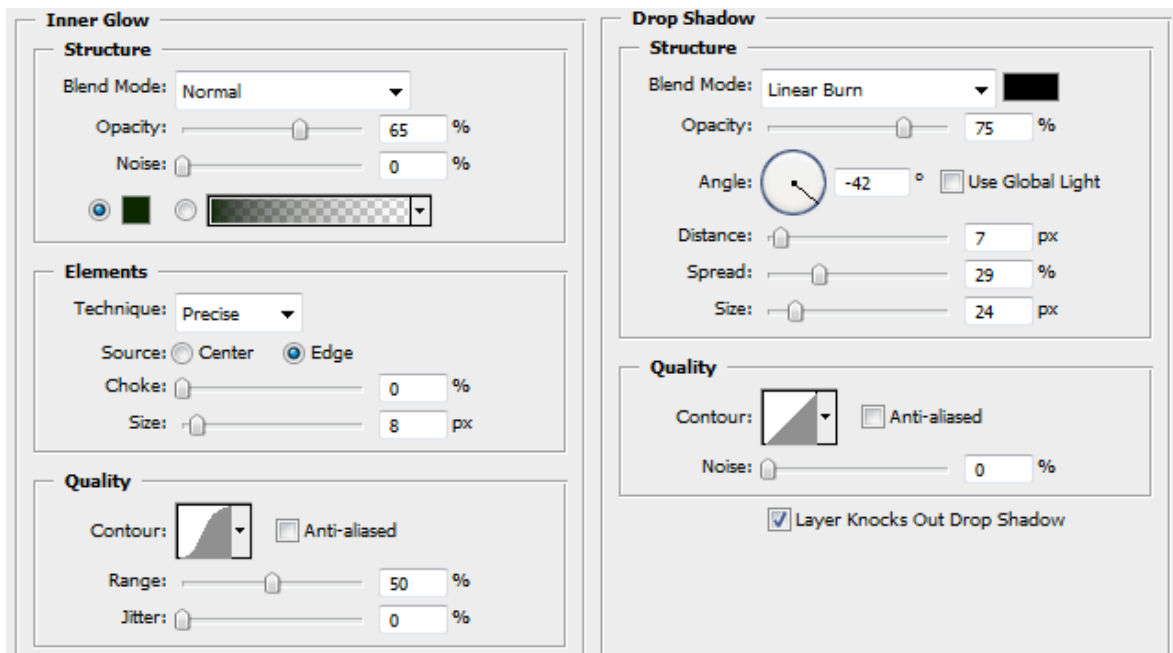 Inner Glow
Structure
Blend Mode: Normal
Opacity: 65 %
Noise: 0 %
Elements
Technique: Precise
Source: Center Edge
Choke: 0 %
Size: 8 px
Quality
Contour: Anti-aliased
Range: 50 %
Jitter: 0 %
Drop Shadow
Structure
Blend Mode: Linear Burn
Opacity: 75 %
Angle: -42 ° Use Global Light
Distance: 7 px
Spread: 29 %
Size: 24 px
Quality
Contour: Anti-aliased
Noise: 0 %
Layer Knocks Out Drop Shadow